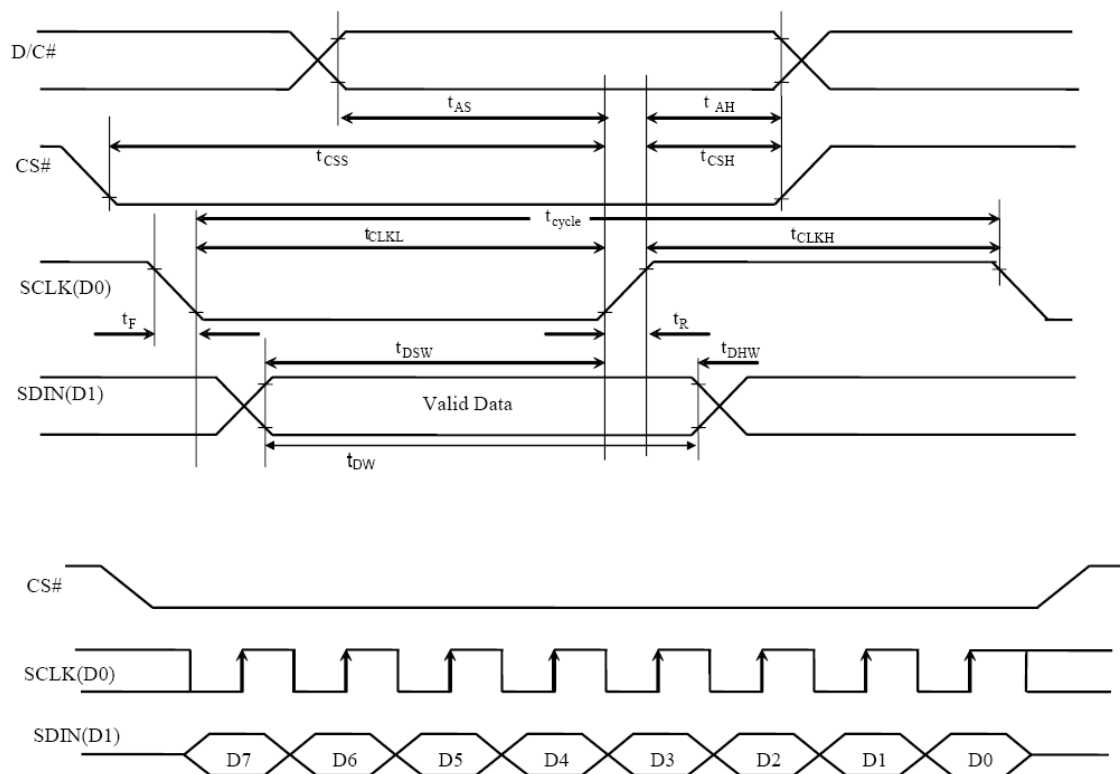 D/C#
tAS
t AH
CS#
tCSS
tCSH
tcycle
tCLKL
tCLKH
SCLK(D0)
tF
tR
tDSW
tDHW
SDIN(D1)
Valid Data
tDW
CS#
SCLK(D0)
SDIN(D1)
D7 D6 D5 D4 D3 D2 D1 D0